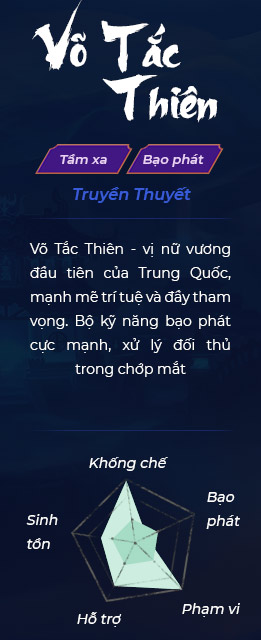 Võ Tắc
Thiên
Tầm xa
Bạo phát
Truyền Thuyết
Võ Tắc Thiên - vị nữ vương
đầu tiên của Trung Quốc,
mạnh mẽ trí tuệ và đầy tham
vọng. Bộ kỹ năng bạo phát
cực mạnh, xử lý đối thủ
trong chớp mắt
Khống chế
Bạo
phát
Sinh
tồn
Phạm vi
Hỗ trợ